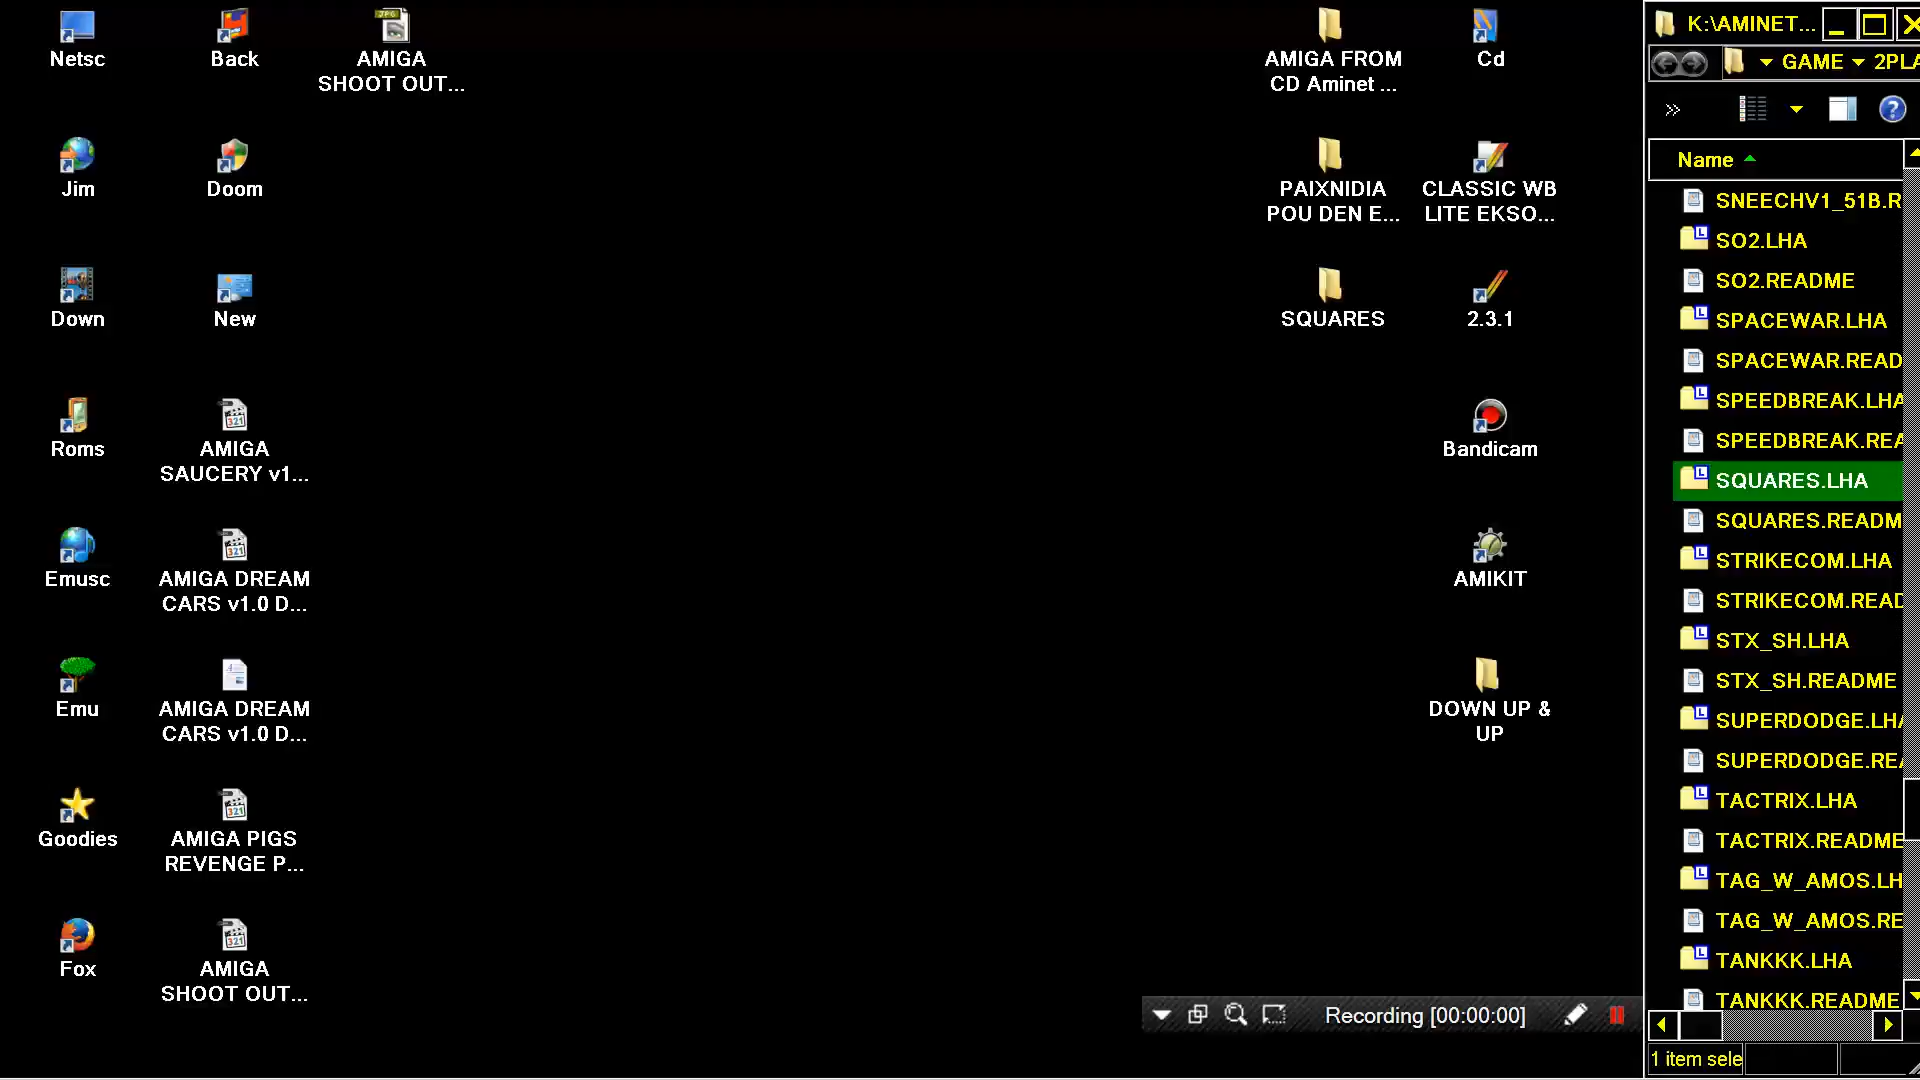 Netsc
Back
AMIGA
SHOOT OUT...
Jim
Doom
Down
New
Roms
AMIGA
SAUCERY v1...
Emusc
AMIGA DREAM
CARS v1.0 D...
Emu
AMIGA DREAM
CARS v1.0 D...
Goodies
AMIGA PIGS
REVENGE P...
Fox
AMIGA
SHOOT OUT...
AMIGA FROM
CD Aminet ...
Cd
PAIXNIDIA
POU DEN E...
CLASSIC WB
LITE EKSO...
SQUARES
2.3.1
Bandicam
AMIKIT
DOWN UP &
UP
Recording [00:00:00]
K:\AMINET...
GAME 2PLA
Name
SNEECHV1_51B.R
SO2.LHA
SO2.README
SPACEWAR.LHA
SPACEWAR.READ
SPEEDBREAK.LHA
SPEEDBREAK.REA
SQUARES.LHA
SQUARES.READM
STRIKECOM.LHA
STRIKECOM.READ
STX_SH.LHA
STX_SH.README
SUPERDODGE.LHA
SUPERDODGE.REA
TACTRIX.LHA
TACTRIX.README
TAG_W_AMOS.LH
TAG_W_AMOS.RE
TANKKK.LHA
TANKKK.README
1 item sele